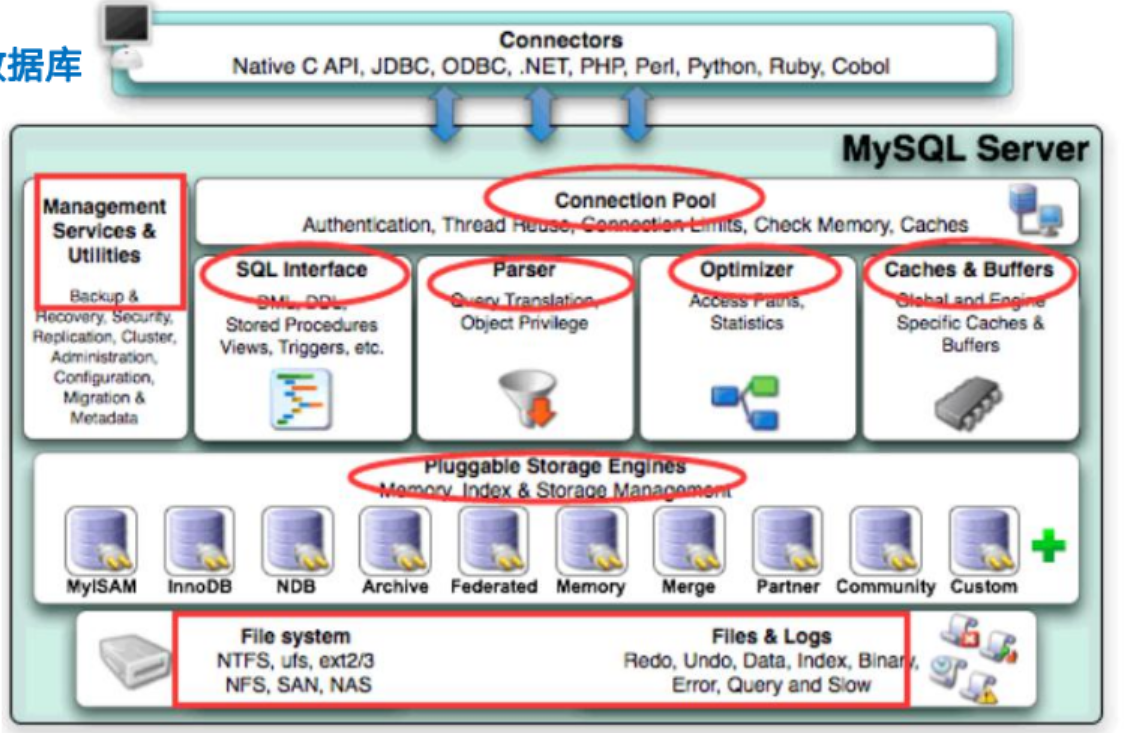 数据库
Connectors
Native C API, JDBC, ODBC, .NET, PHP, Perl, Python, Ruby, Cobol
MySQL Server
Management
Services &
Utilities
Backup &
Recovery, Security,
Replication, Cluster,
Administration,
Configuration,
Migration &
Metadata
Connection Pool
Authentication, Thread Reuse, Connection Limits, Check Memory, Caches
SQL Interface
DML, DDL,
Stored Procedures
Views, Triggers, etc.
Parser
Query Translation,
Object Privilege
Optimizer
Access Paths,
Statistics
Caches & Buffers
Global and Engine
Specific Caches &
Buffers
Pluggable Storage Engines
Memory, Index & Storage Management
MyISAM
InnoDB
NDB
Archive
Federated
Memory
Merge
Partner
Community
Custom
File system
NTFS, ufs, ext2/3
NFS, SAN, NAS
Files & Logs
Redo, Undo, Data, Index, Binary,
Error, Query and Slow